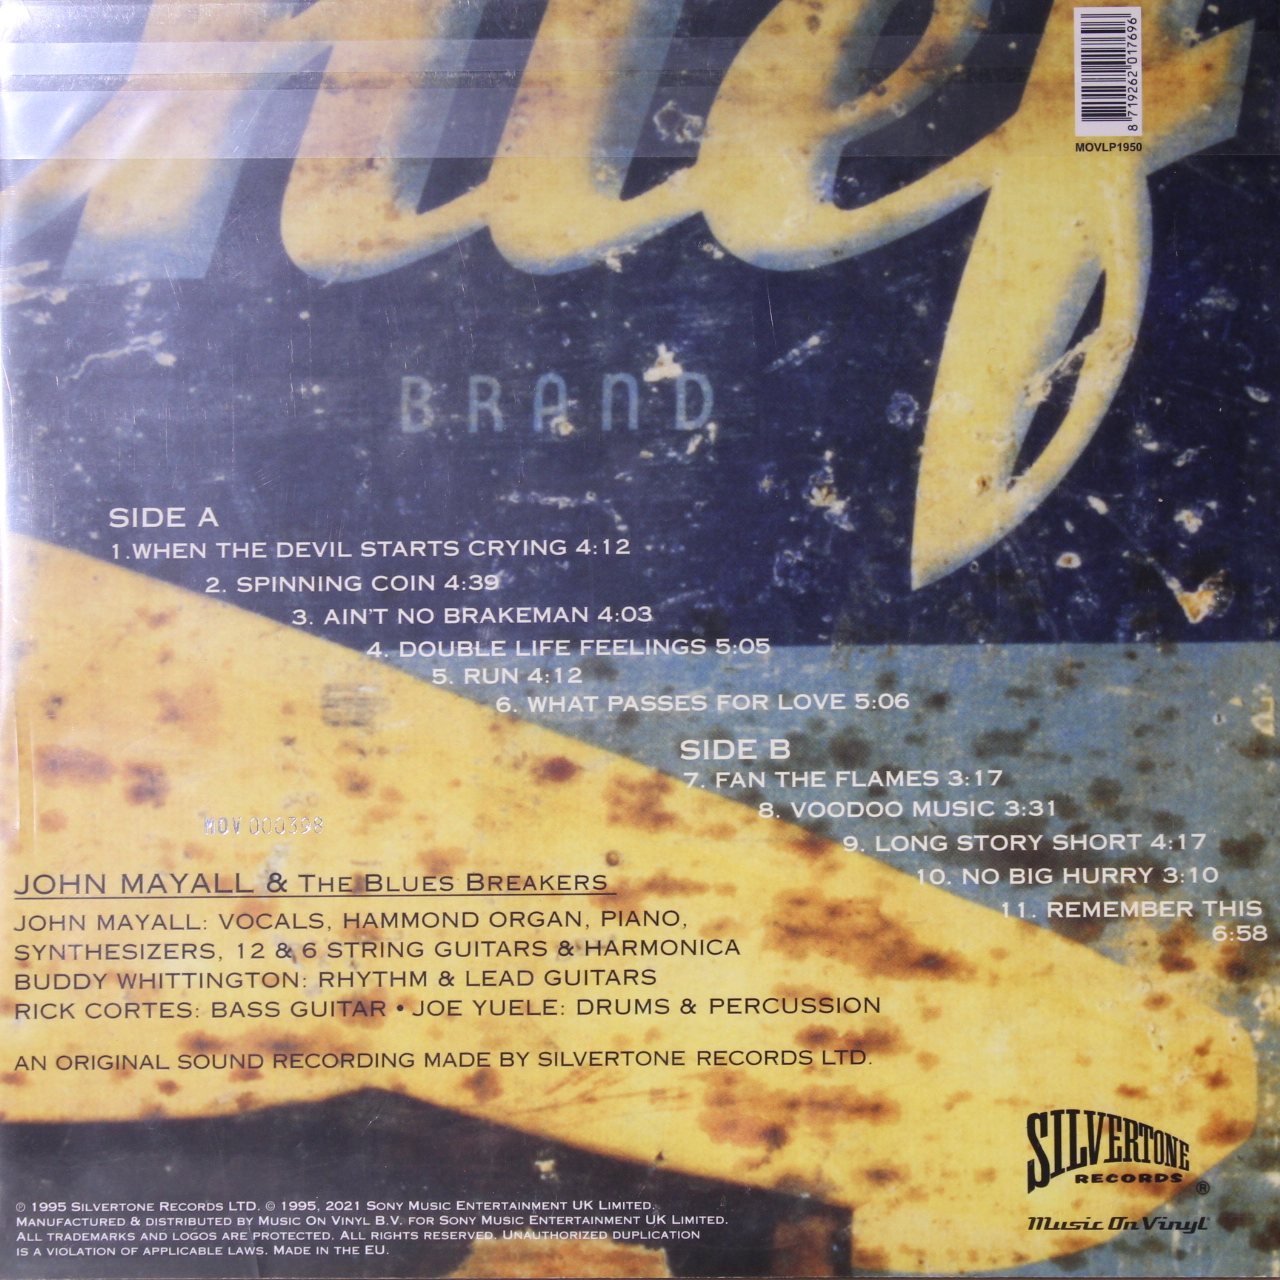 8 719262 017696
MOVLP1950
BRAND
SIDE A
1.WHEN THE DEVIL STARTS CRYING 4:12
2. SPINNING COIN 4:39
3. AIN'T NO BRAKEMAN 4:03
4. DOUBLE LIFE FEELINGS 5:05
5. RUN 4:12
6. WHAT PASSES FOR LOVE 5:06
SIDE B
7. FAN THE FLAMES 3:17
8. VOODOO MUSIC 3:31
9. LONG STORY SHORT 4:17
10. NO BIG HURRY 3:10
11. REMEMBER THIS
6:58
MOV 000398
JOHN MAYALL & THE BLUES BREAKERS
JOHN MAYALL: VOCALS, HAMMOND ORGAN, PIANO,
SYNTHESIZERS, 12 & 6 STRING GUITARS & HARMONICA
BUDDY WHITTINGTON: RHYTHM & LEAD GUITARS
RICK CORTES: BASS GUITAR • JOE YUELE: DRUMS & PERCUSSION
AN ORIGINAL SOUND RECORDING MADE BY SILVERTONE RECORDS LTD.
SILVERTONE
RECORDS ®
Music On Vinyl
℗ 1995 SILVERTONE RECORDS LTD. © 1995, 2021 SONY MUSIC ENTERTAINMENT UK LIMITED.
MANUFACTURED & DISTRIBUTED BY MUSIC ON VINYL B.V. FOR SONY MUSIC ENTERTAINMENT UK LIMITED.
ALL TRADEMARKS AND LOGOS ARE PROTECTED. ALL RIGHTS RESERVED. UNAUTHORIZED DUPLICATION
IS A VIOLATION OF APPLICABLE LAWS. MADE IN THE EU.